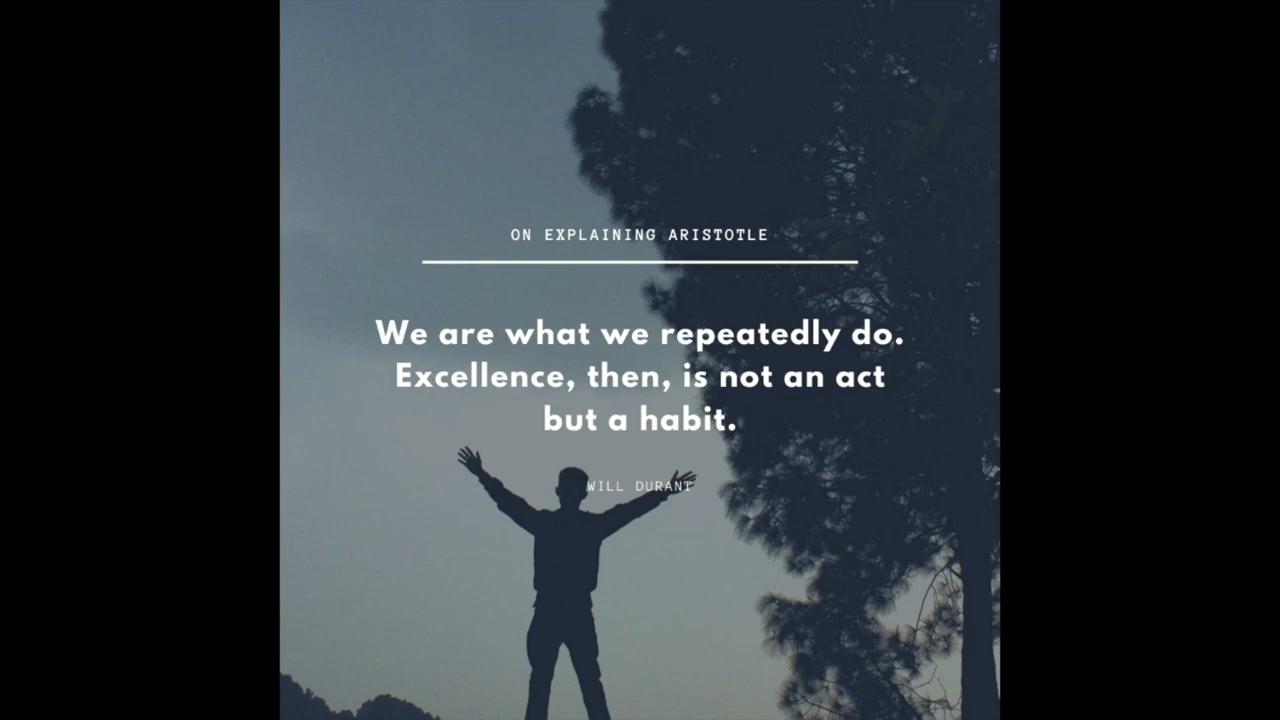 ON EXPLAINING ARISTOTLE
We are what we repeatedly do.
Excellence, then, is not an act
but a habit.
WILL DURANT